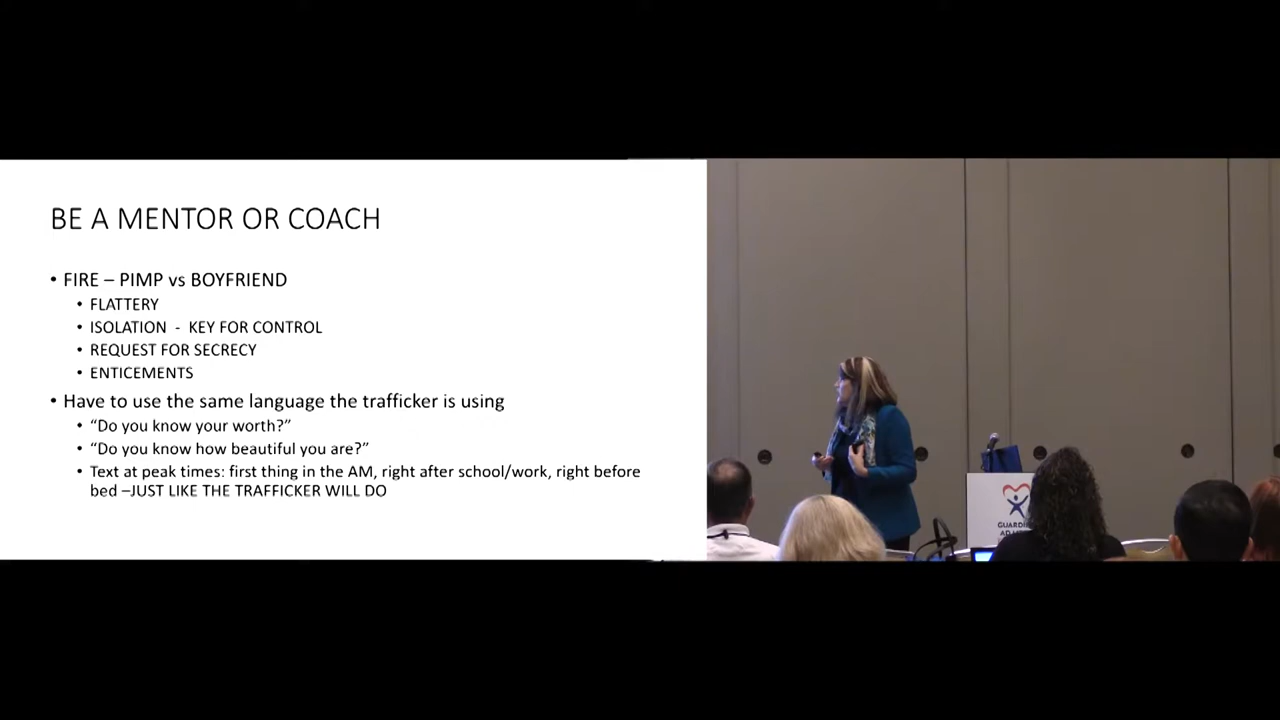 BE A MENTOR OR COACH
• FIRE – PIMP vs BOYFRIEND
• FLATTERY
• ISOLATION - KEY FOR CONTROL
• REQUEST FOR SECRECY
• ENTICEMENTS
• Have to use the same language the trafficker is using
• “Do you know your worth?”
• “Do you know how beautiful you are?”
• Text at peak times: first thing in the AM, right after school/work, right before
bed –JUST LIKE THE TRAFFICKER WILL DO